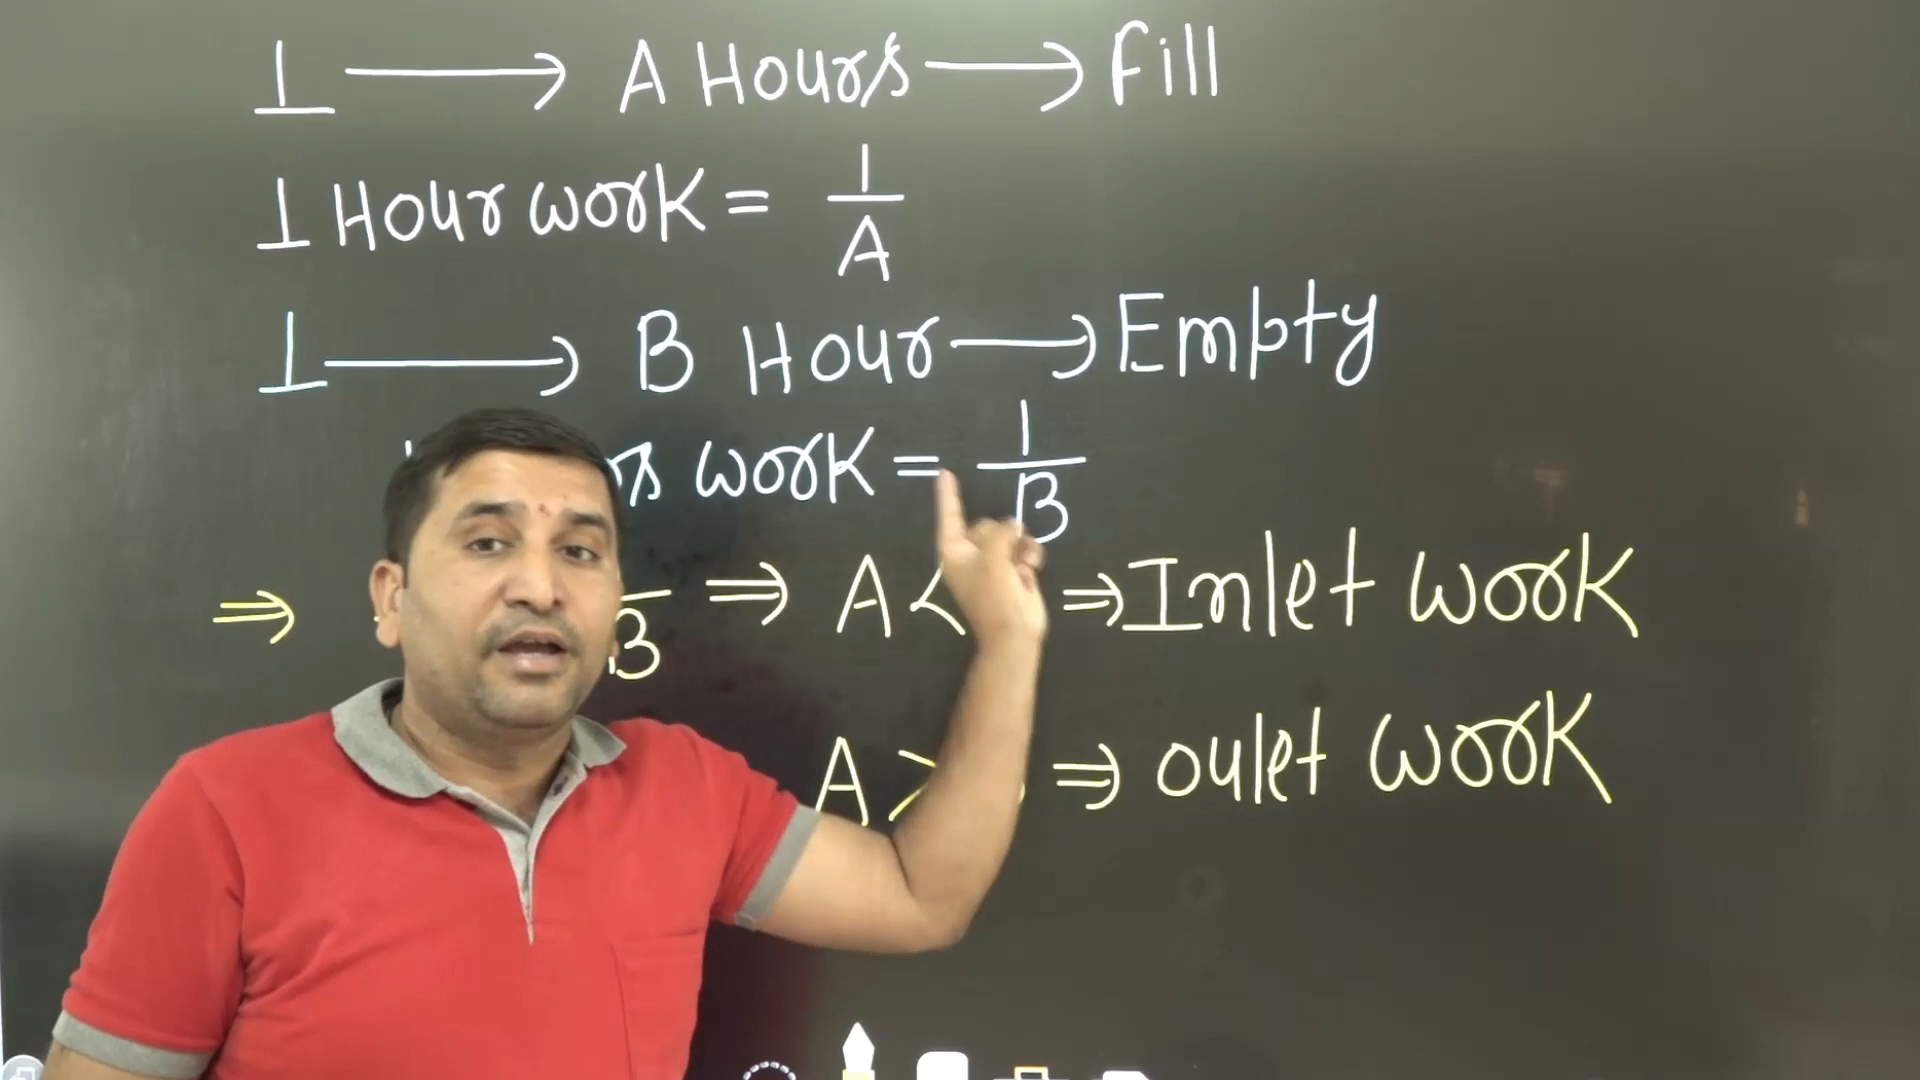 1 → A Hours → Fill
1 Hour work = 1/A
1 → B Hour → Empty
work = 1/B
⇒ B ⇒ A < ⇒ Inlet work
A > ⇒ oulet work